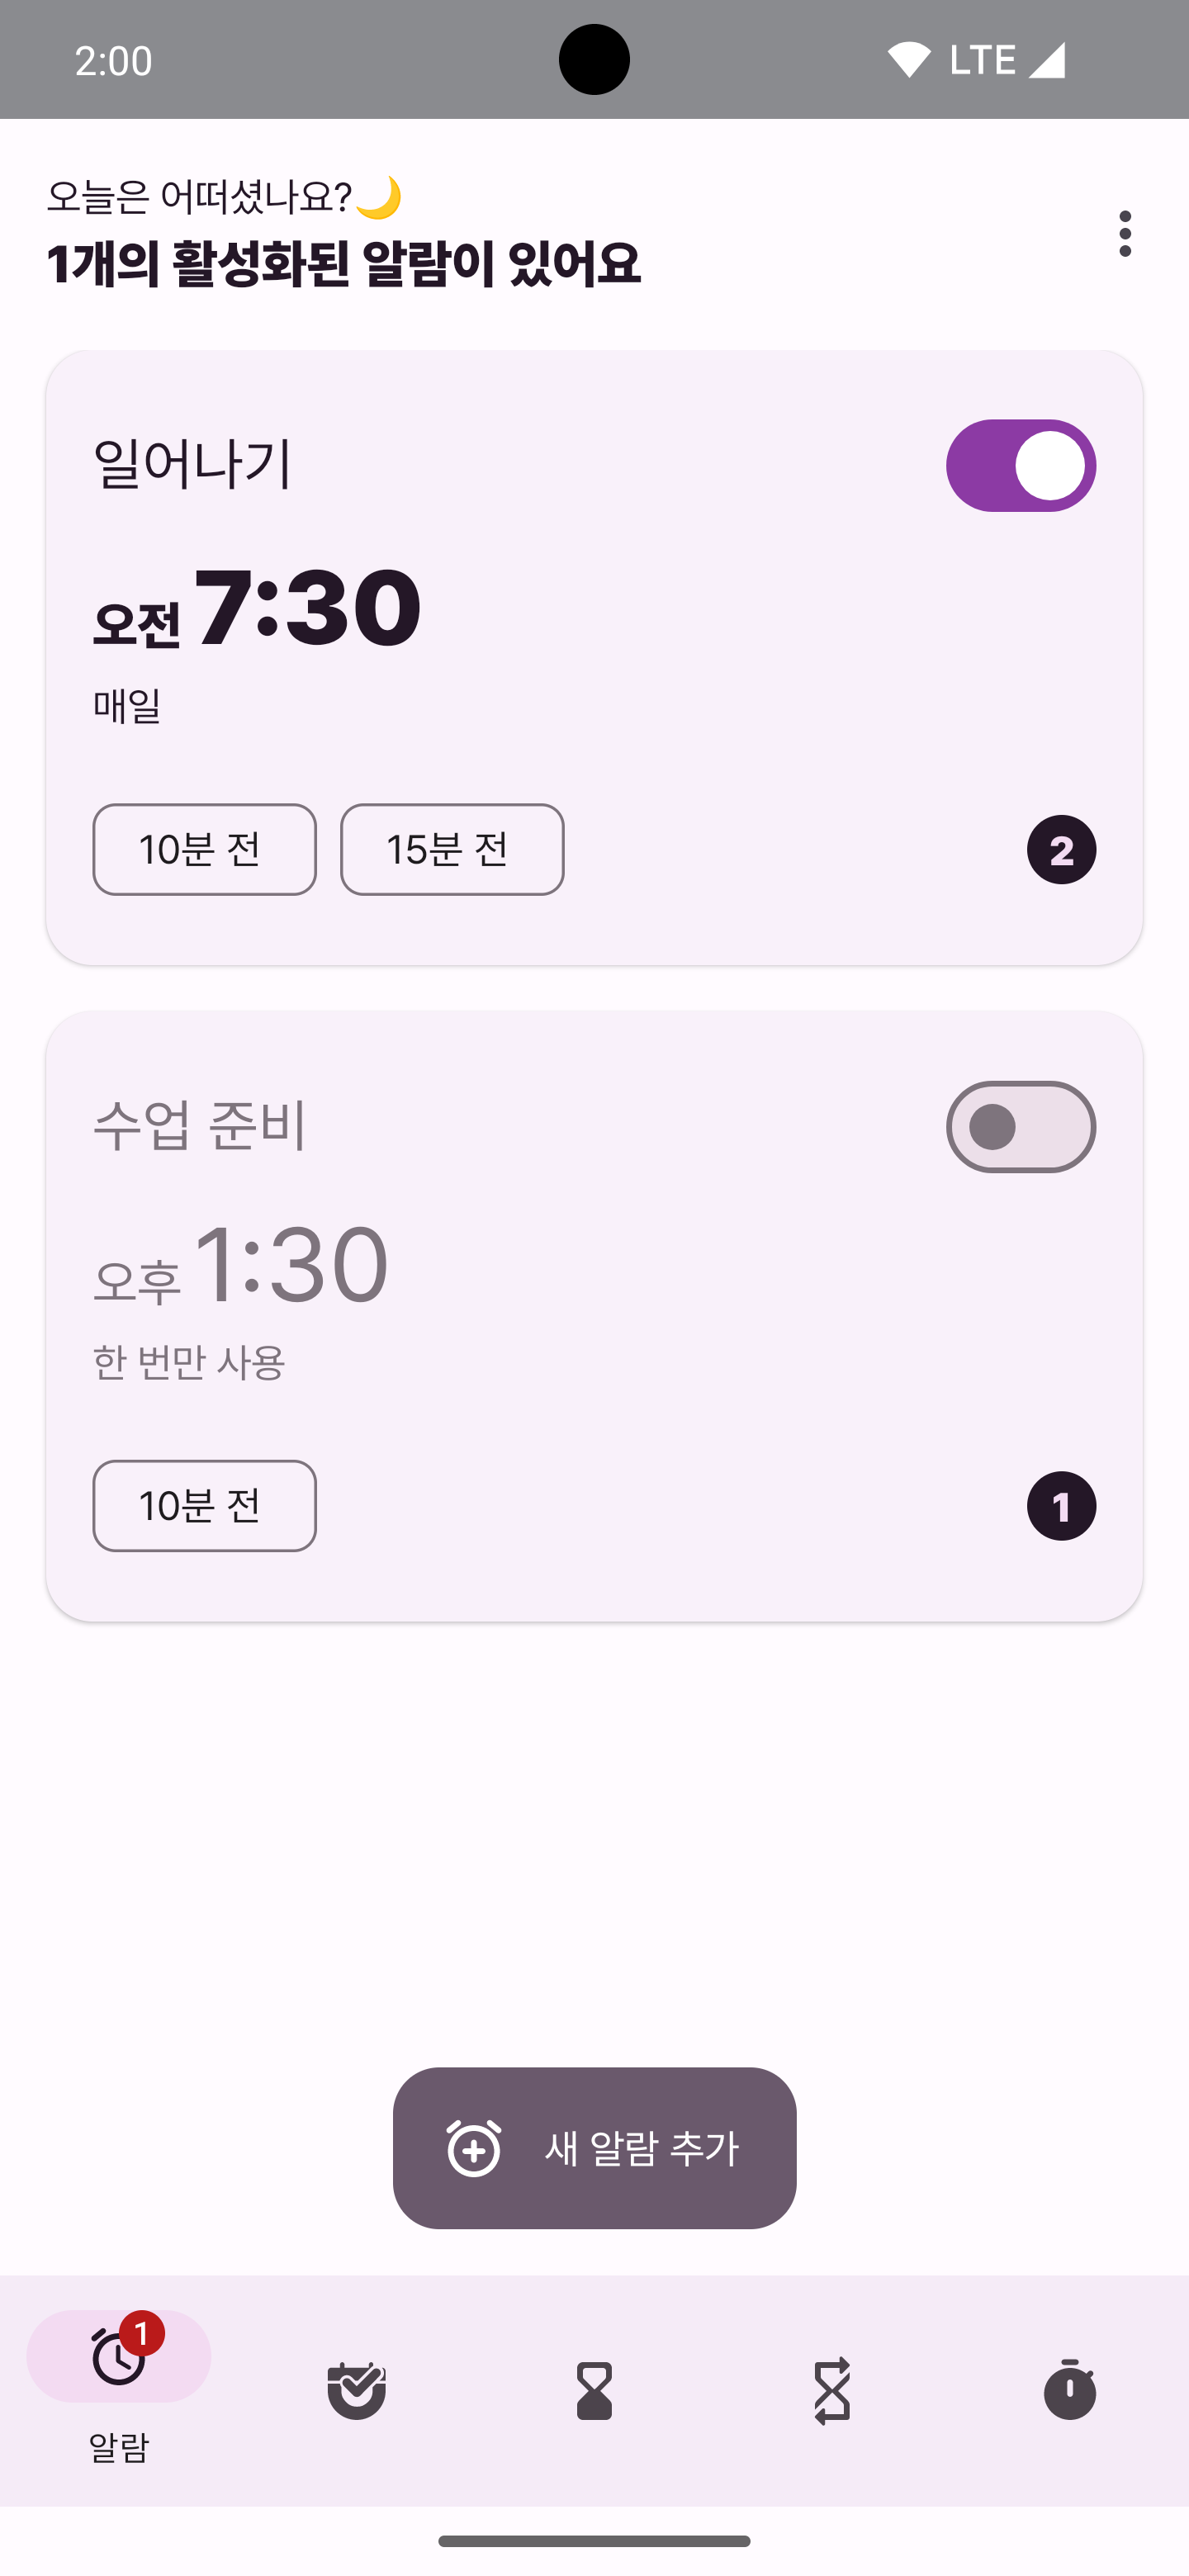 2:00
LTE
오늘은 어떠셨나요?🌙
1개의 활성화된 알람이 있어요
일어나기
오전 7:30
매일
10분 전
15분 전
2
수업 준비
오후 1:30
한 번만 사용
10분 전
1
새 알람 추가
1
알람